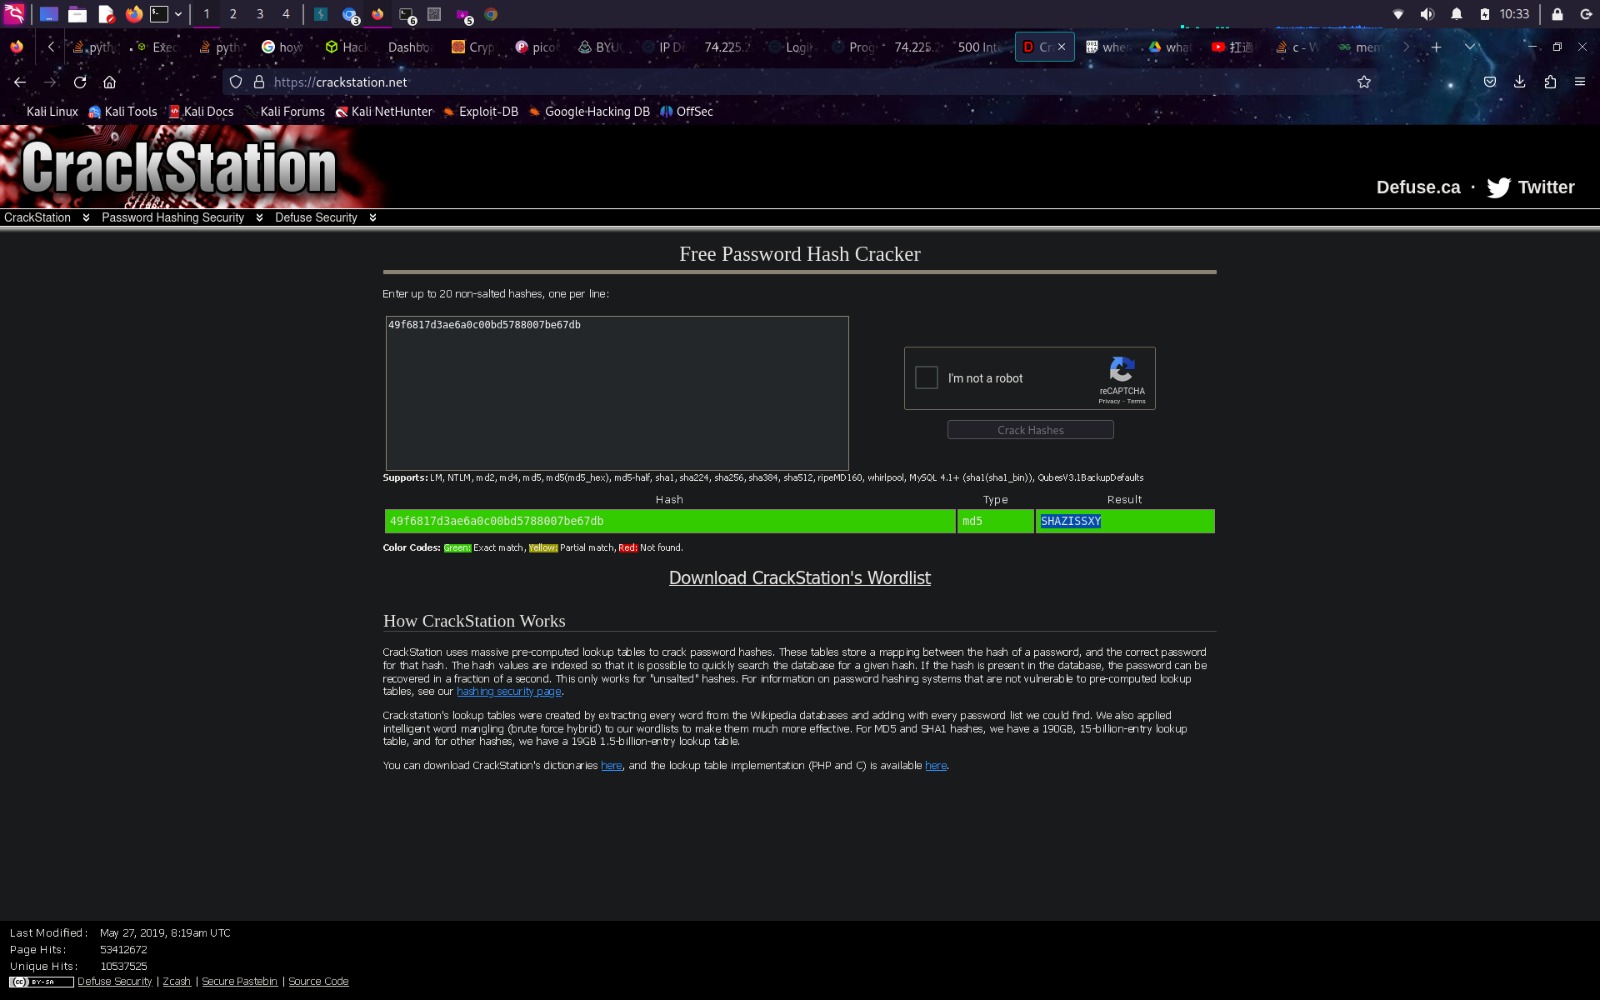 1 2 3 4 3 6 5 10:33
pyth Exec pyth how Hack Dashbo Cryp pico BYU IP D 74.225. Logi Prog 74.225.2 500 Inte Cr × whe wha c - W mem
https://crackstation.net
Kali Linux Kali Tools Kali Docs Kali Forums Kali NetHunter Exploit-DB Google Hacking DB OffSec
CrackStation
Defuse.ca · Twitter
CrackStation Password Hashing Security Defuse Security
Free Password Hash Cracker
Enter up to 20 non-salted hashes, one per line:
49f6817d3ae6a0c00bd5788007be67db
I'm not a robot
reCAPTCHA
Privacy - Terms
Crack Hashes
Supports: LM, NTLM, md2, md4, md5, md5(md5_hex), md5-half, sha1, sha224, sha256, sha384, sha512, ripeMD160, whirlpool, MySQL 4.1+ (sha1(sha1_bin)), QubesV3.1BackupDefaults
Hash Type Result
49f6817d3ae6a0c00bd5788007be67db md5 SHAZISSXY
Color Codes: Green: Exact match, Yellow: Partial match, Red: Not found.
Download CrackStation's Wordlist
How CrackStation Works
CrackStation uses massive pre-computed lookup tables to crack password hashes. These tables store a mapping between the hash of a password, and the correct password
for that hash. The hash values are indexed so that it is possible to quickly search the database for a given hash. If the hash is present in the database, the password can be
recovered in a fraction of a second. This only works for "unsalted" hashes. For information on password hashing systems that are not vulnerable to pre-computed lookup
tables, see our hashing security page.
Crackstation's lookup tables were created by extracting every word from the Wikipedia databases and adding with every password list we could find. We also applied
intelligent word mangling (brute force hybrid) to our wordlists to make them much more effective. For MD5 and SHA1 hashes, we have a 190GB, 15-billion-entry lookup
table, and for other hashes, we have a 19GB 1.5-billion-entry lookup table.
You can download CrackStation's dictionaries here, and the lookup table implementation (PHP and C) is available here.
Last Modified: May 27, 2019, 8:19am UTC
Page Hits: 53412672
Unique Hits: 10537525
(cc) BY-SA Defuse Security | Zcash | Secure Pastebin | Source Code